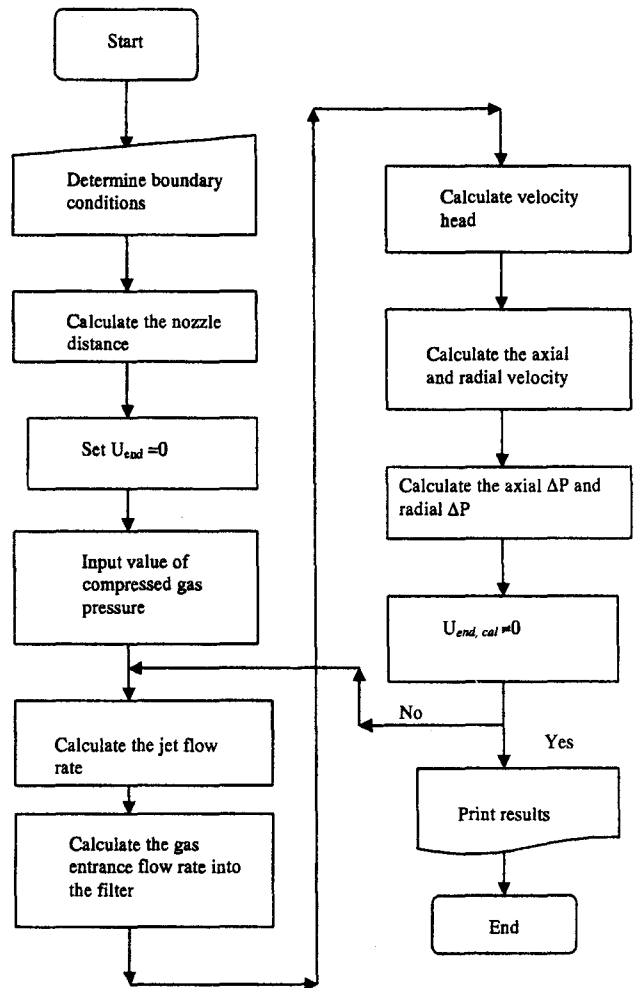 Start
Determine boundary
conditions
Calculate the nozzle
distance
Set Uend =0
Input value of
compressed gas
pressure
Calculate the jet flow
rate
Calculate the gas
entrance flow rate into
the filter
Calculate velocity
head
Calculate the axial
and radial velocity
Calculate the axial ΔP and
radial ΔP
Uend, cal ≠0
No
Yes
Print results
End